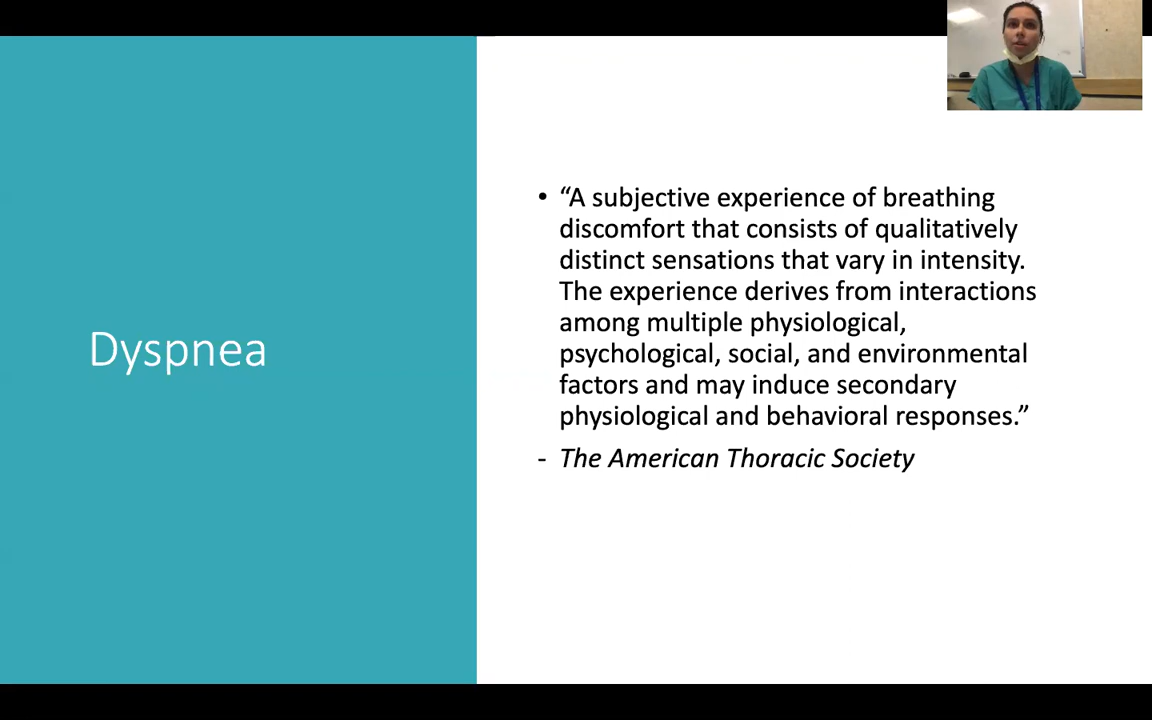 Dyspnea
• “A subjective experience of breathing
discomfort that consists of qualitatively
distinct sensations that vary in intensity.
The experience derives from interactions
among multiple physiological,
psychological, social, and environmental
factors and may induce secondary
physiological and behavioral responses.”
- The American Thoracic Society